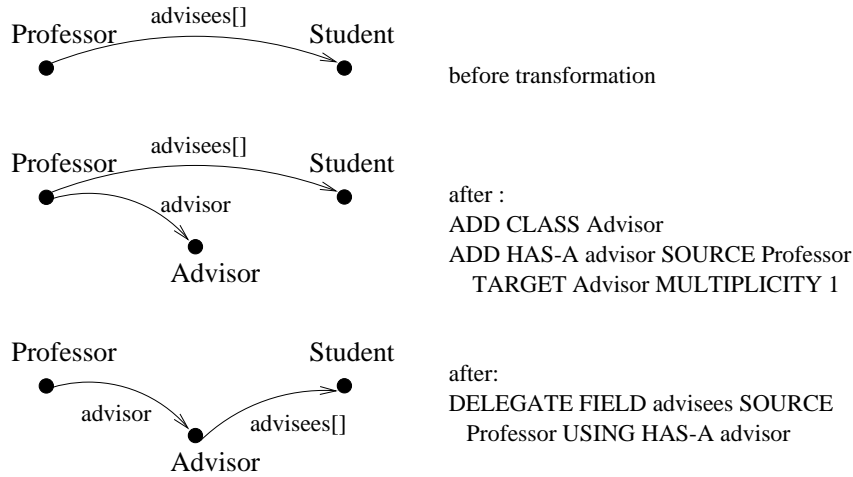 advisees[]
Professor Student
before transformation
Professor advisees[] Student
advisor
Advisor
after :
ADD CLASS Advisor
ADD HAS-A advisor SOURCE Professor
TARGET Advisor MULTIPLICITY 1
Professor Student
advisor advisees[]
Advisor
after:
DELEGATE FIELD advisees SOURCE
Professor USING HAS-A advisor